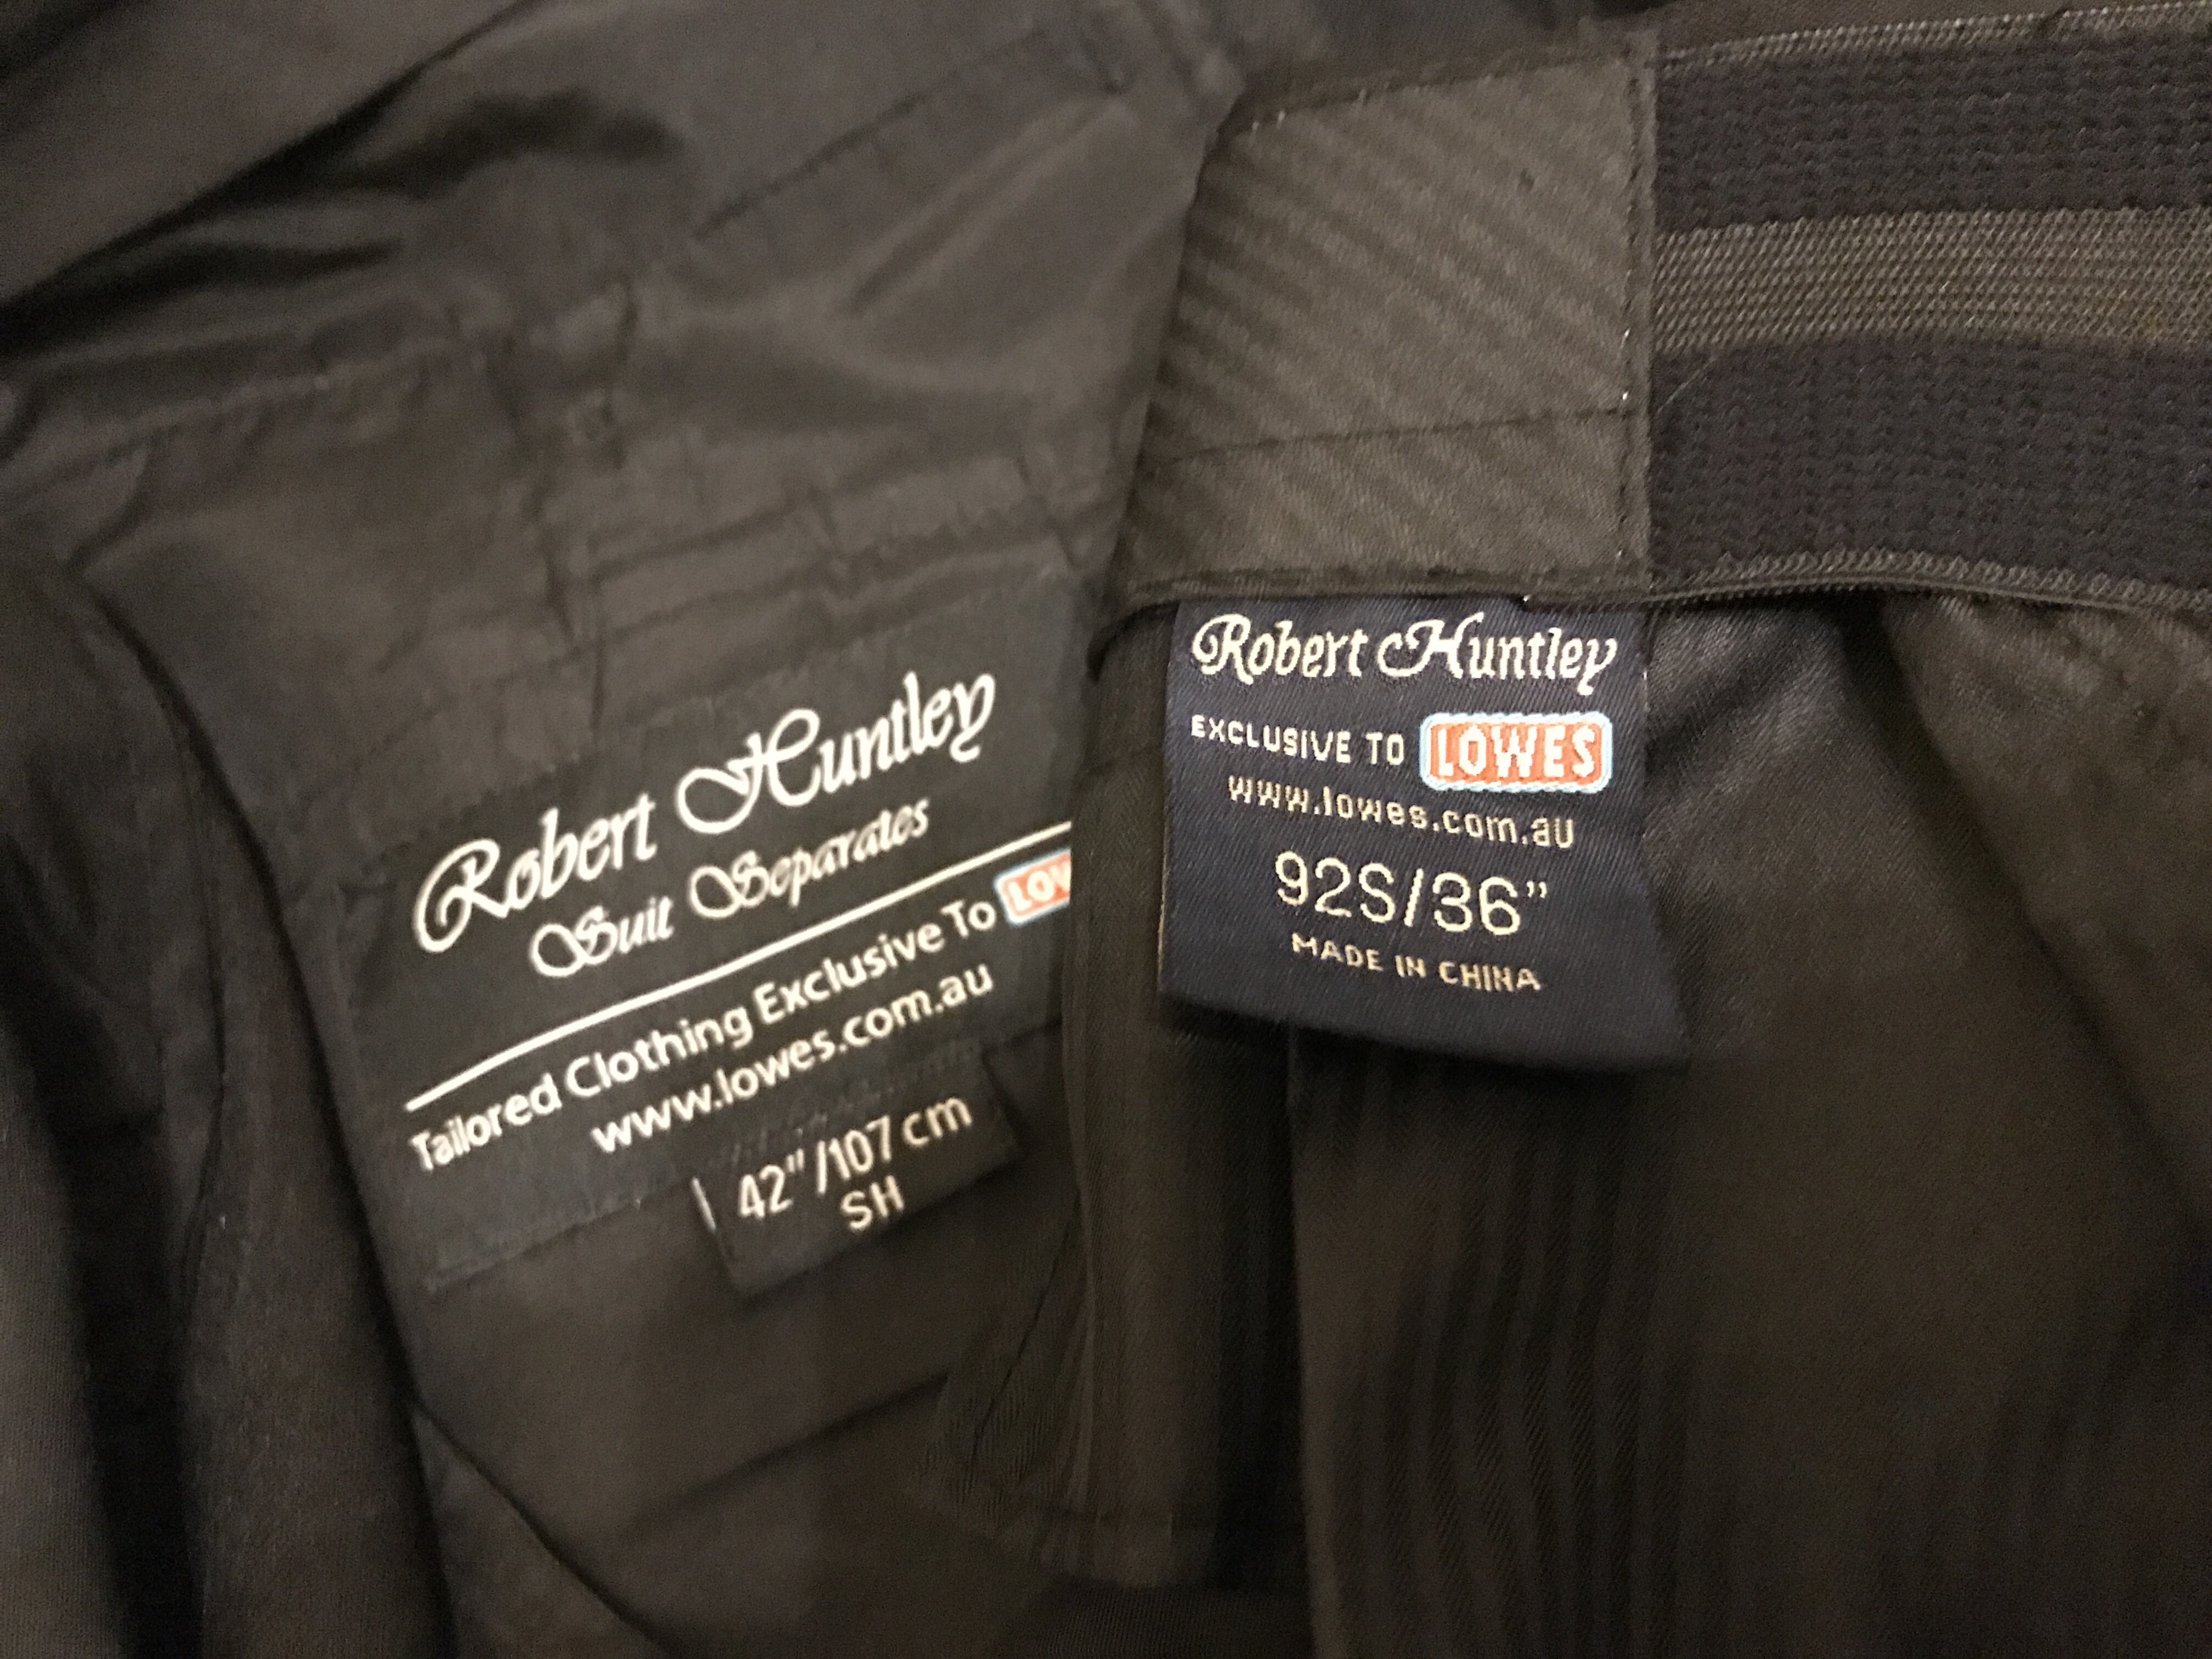 Robert Huntley
Suit Separates
Tailored Clothing Exclusive To
www.lowes.com.au
42"/107 cm
SH
Robert Huntley
EXCLUSIVE TO LOWES
www.lowes.com.au
92S/36"
MADE IN CHINA